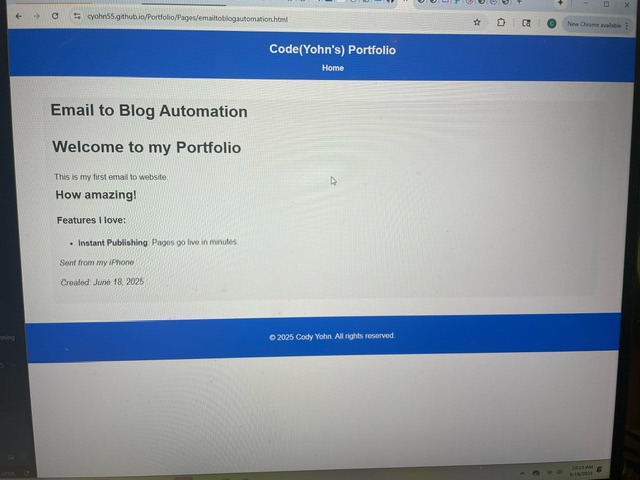 cyohn55.github.io/Portfolio/Pages/emailtoblogautomation.html
New Chrome available
Code(Yohn's) Portfolio
Home
Email to Blog Automation
Welcome to my Portfolio
This is my first email to website.
How amazing!
Features I love:
• Instant Publishing: Pages go live in minutes.
Sent from my iPhone
Created: June 18, 2025
© 2025 Cody Yohn. All rights reserved.